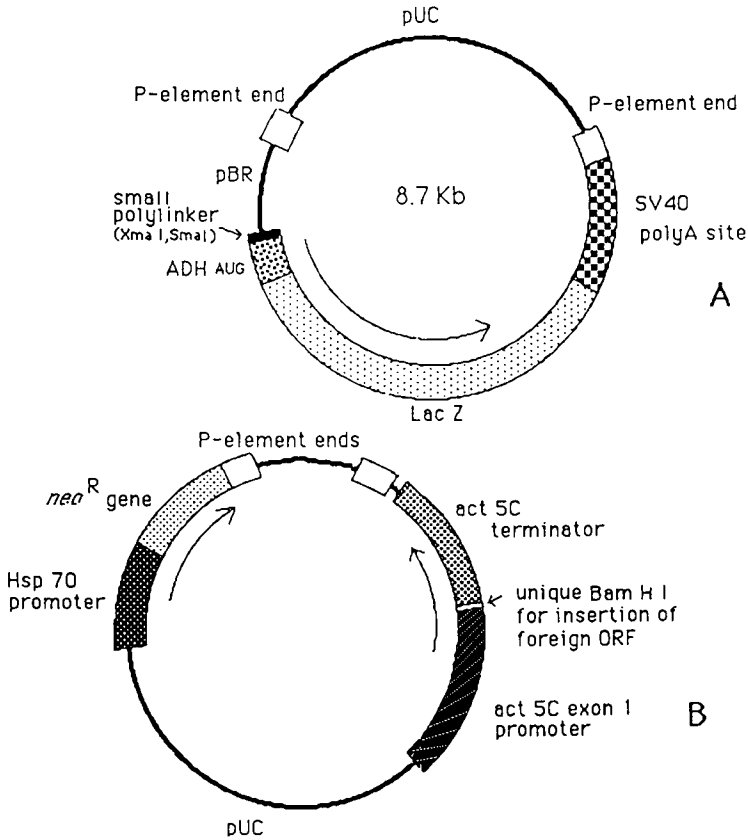 pUC
P-element end
P-element end
pBR
8.7 Kb
small
polylinker
(Xma I, SmaI)
SV40
polyA site
ADH AUG
A
Lac Z
P-element ends
neo R gene
act 5C
terminator
Hsp 70
promoter
unique Bam H I
for insertion of
foreign ORF
act 5C exon 1
promoter
B
pUC